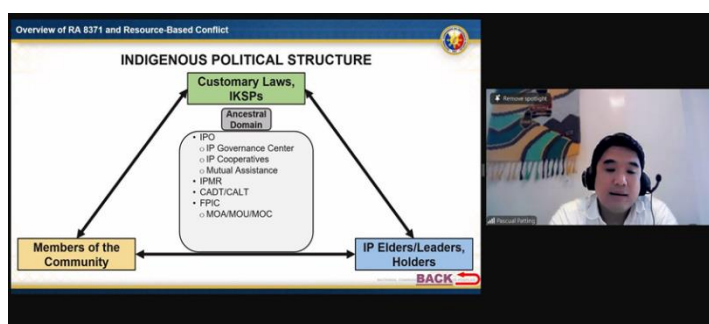 Overview of RA 8371 and Resource-Based Conflict
INDIGENOUS POLITICAL STRUCTURE
Customary Laws,
IKSPs
Ancestral
Domain
• IPO
o IP Governance Center
o IP Cooperatives
o Mutual Assistance
• IPMR
• CADT/CALT
• FPIC
o MOA/MOU/MOC
Members of the
Community
IP Elders/Leaders,
Holders
BACK
Remove spotlight
Pascual